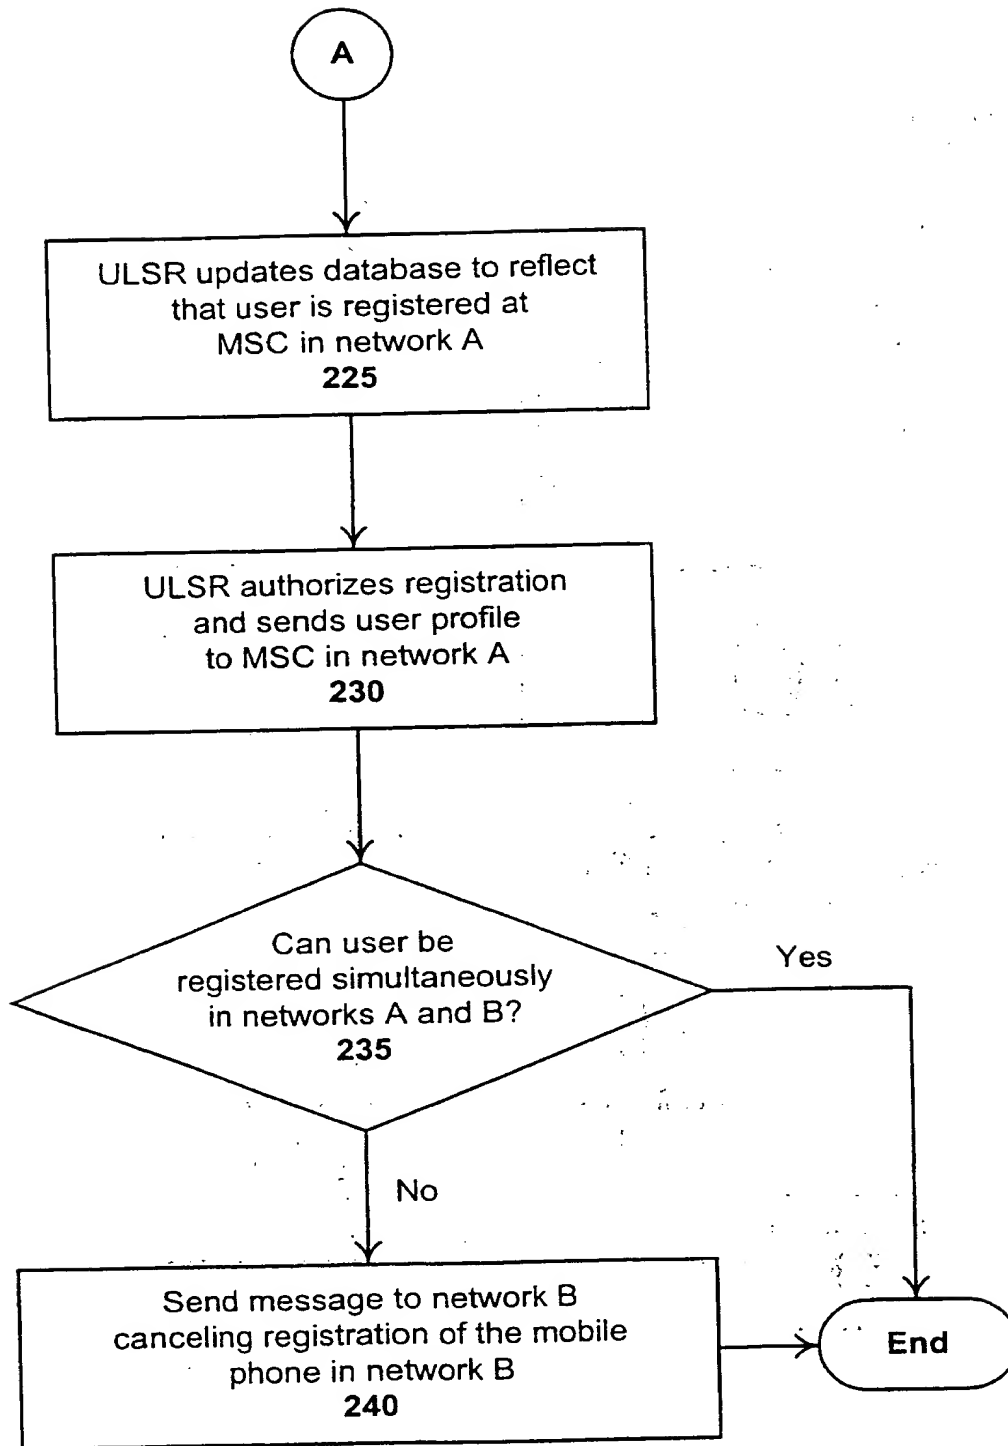 A
ULSR updates database to reflect
that user is registered at
MSC in network A
225
ULSR authorizes registration
and sends user profile
to MSC in network A
230
Can user be
registered simultaneously
in networks A and B?
235
Yes
No
Send message to network B
canceling registration of the mobile
phone in network B
240
End